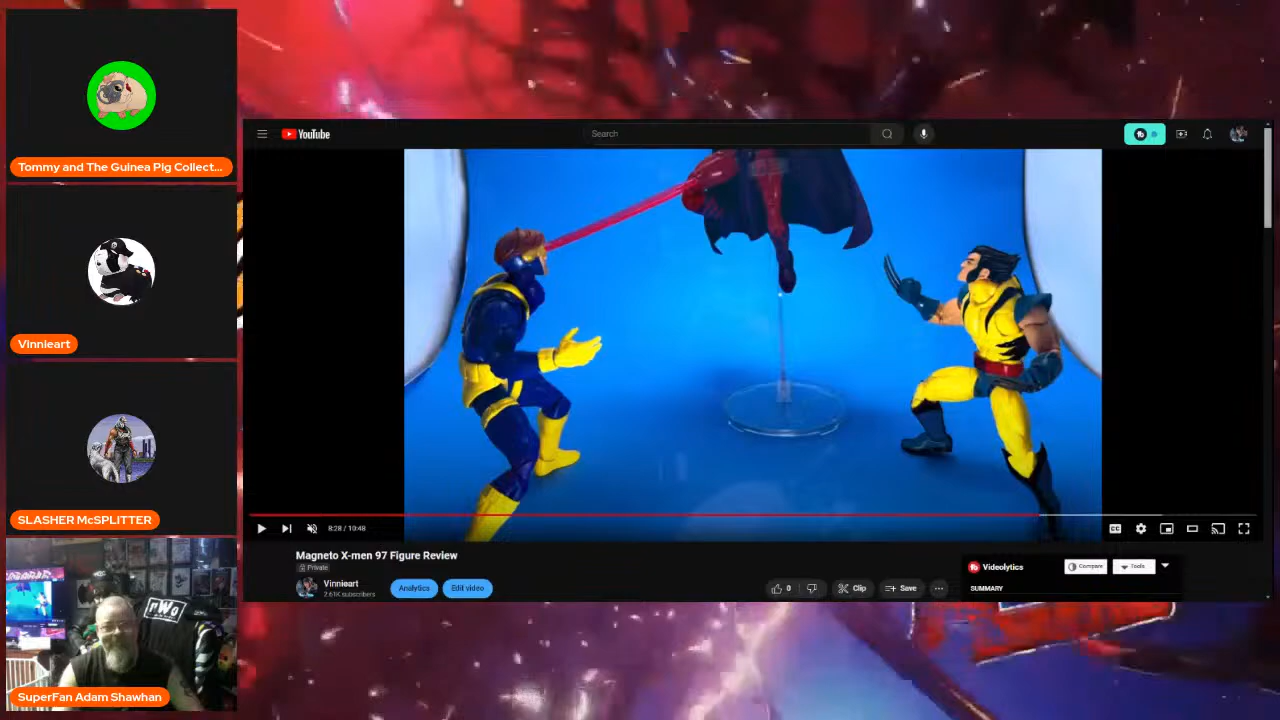 Tommy and The Guinea Pig Collect...
Vinnieart
SLASHER McSPLITTER
SuperFan Adam Shawhan
YouTube
Search
8:28 / 10:48
Magneto X-men 97 Figure Review
Private
Vinnieart
2.61K subscribers
Analytics
Edit video
0
Clip
Save
Videolytics
Compare
Tools
SUMMARY